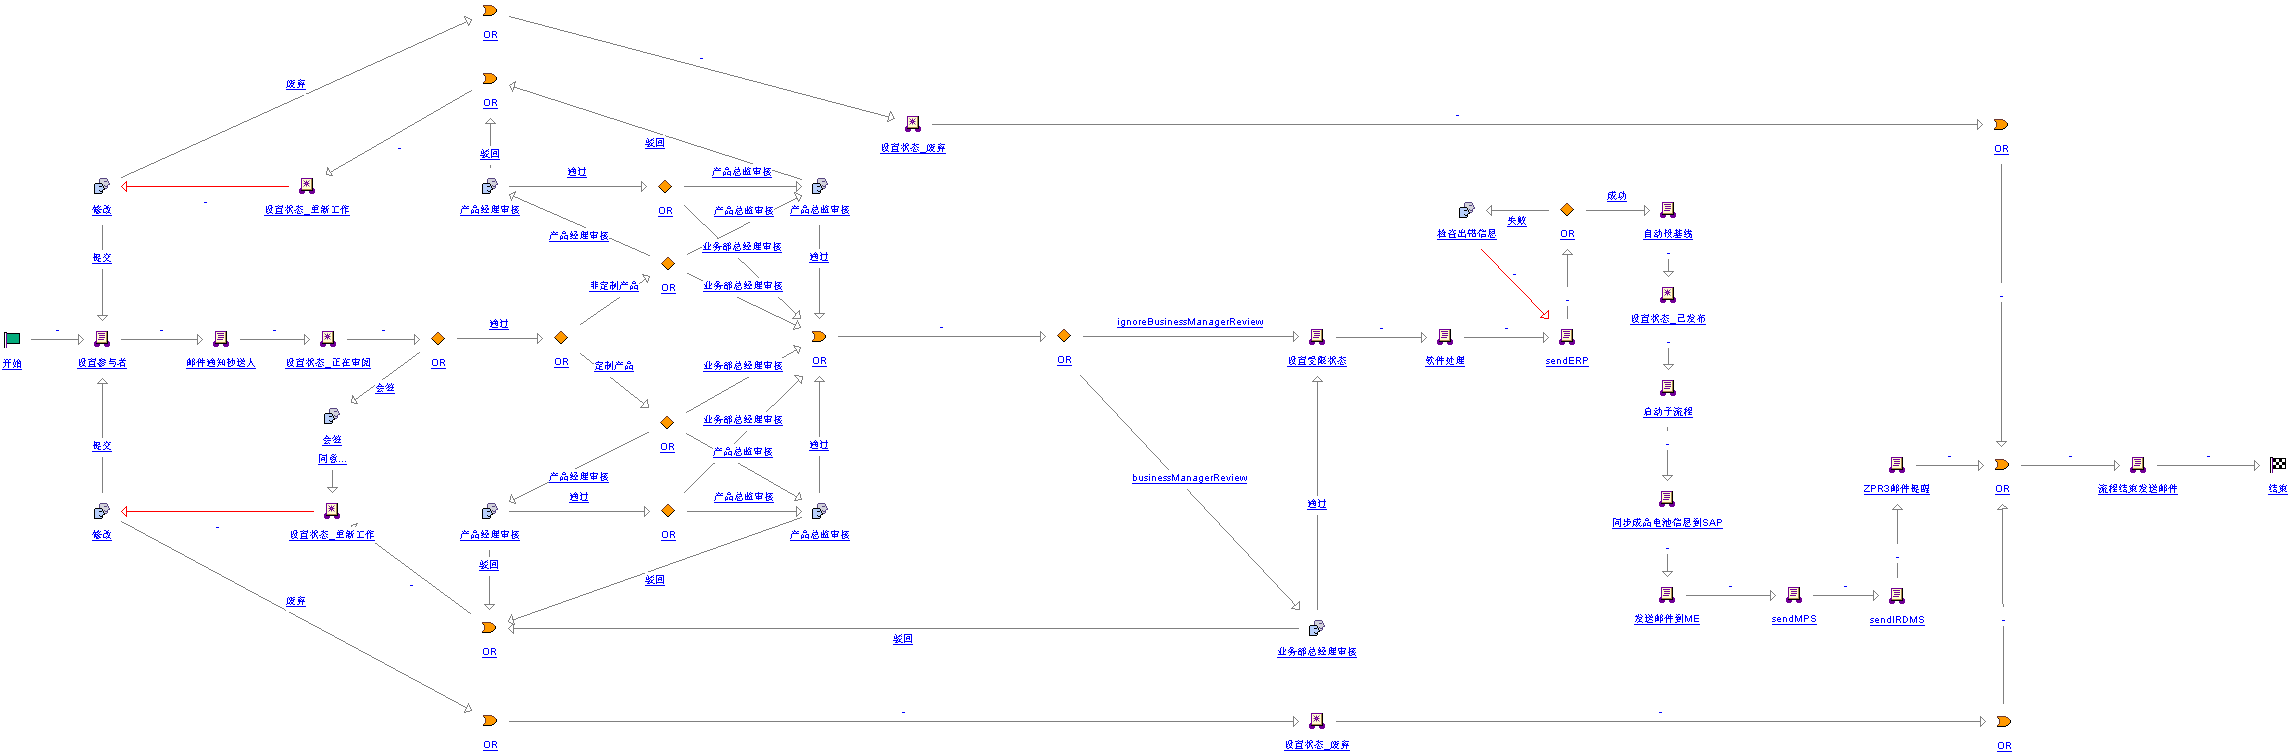 OR
-
废弃
OR
设置状态_废弃
-
OR
驳回
-
驳回
通过
产品总监审核
修改
-
设置状态_重新工作
产品经理审核
OR
产品总监审核
产品总监审核
成功
失败
检查出错信息
OR
自动投基线
产品经理审核
业务部总经理审核
提交
通过
-
-
非定制产品
OR
业务部总经理审核
-
设置状态_已发布
-
开始
-
设置参与者
-
邮件通知抄送人
-
设置状态_正在审阅
-
OR
通过
OR
OR
-
OR
ignoreBusinessManagerReview
设置受限状态
-
软件处理
-
sendERP
-
定制产品
业务部总经理审核
会签
启动子流程
会签
业务部总经理审核
OR
提交
同意...
产品总监审核
通过
-
产品经理审核
通过
产品总监审核
businessManagerReview
通过
ZPR3邮件提醒
-
OR
-
流程结束发送邮件
-
结束
修改
-
设置状态_重新工作
产品经理审核
OR
产品总监审核
同步成品电池信息到SAP
-
驳回
驳回
-
-
废弃
发送邮件到ME
-
sendMPS
-
sendIRDMS
-
OR
驳回
业务部总经理审核
OR
-
设置状态_废弃
-
OR